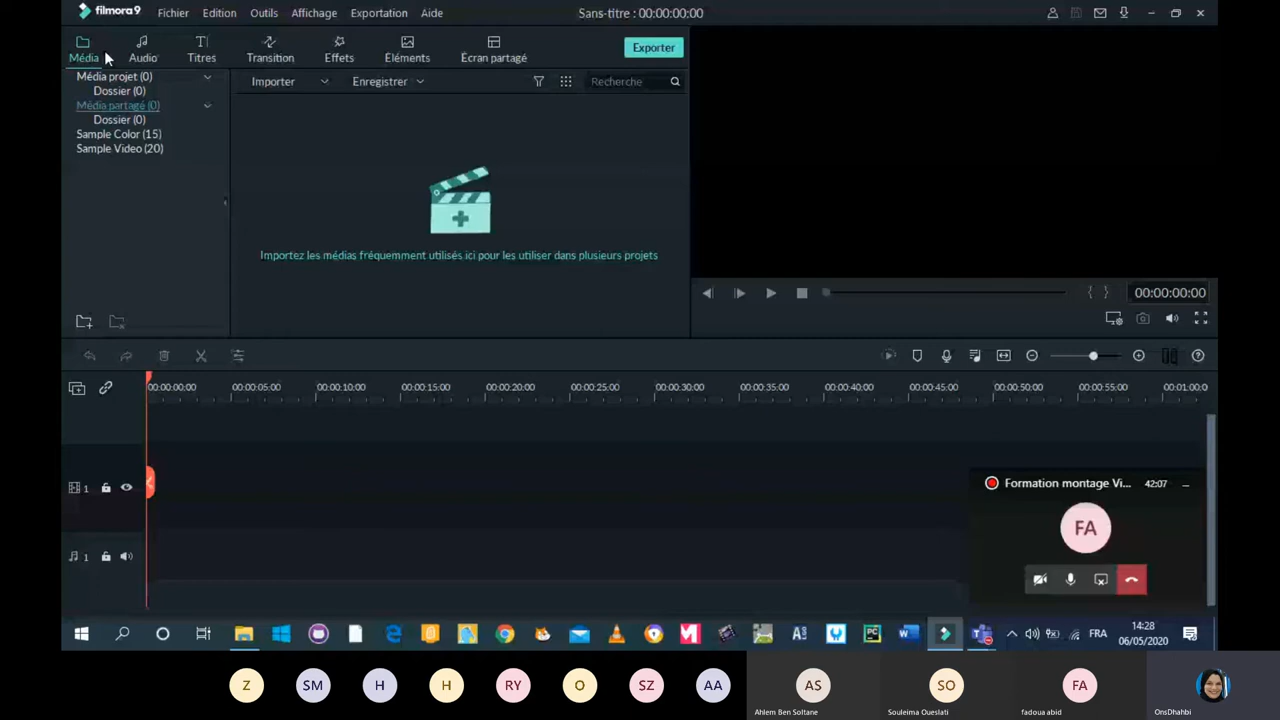 filmora9 Fichier Edition Outils Affichage Exportation Aide Sans-titre : 00:00:00:00
Média Audio Titres Transition Effets Éléments Écran partagé Exporter
Média projet (0)
Dossier (0)
Média partagé (0)
Dossier (0)
Sample Color (15)
Sample Video (20)
Importer Enregistrer Recherche
Importez les médias fréquemment utilisés ici pour les utiliser dans plusieurs projets
00:00:00:00
00:00:00:00 00:00:05:00 00:00:10:00 00:00:15:00 00:00:20:00 00:00:25:00 00:00:30:00 00:00:35:00 00:00:40:00 00:00:45:00 00:00:50:00 00:00:55:00 00:01:00:0
1
1
Formation montage Vi... 42:07
FA
FRA 14:28
06/05/2020
Z SM H H RY O SZ AA AS SO FA
Ahlem Ben Soltane Souleima Oueslati fadoua abid OnsDhahbi